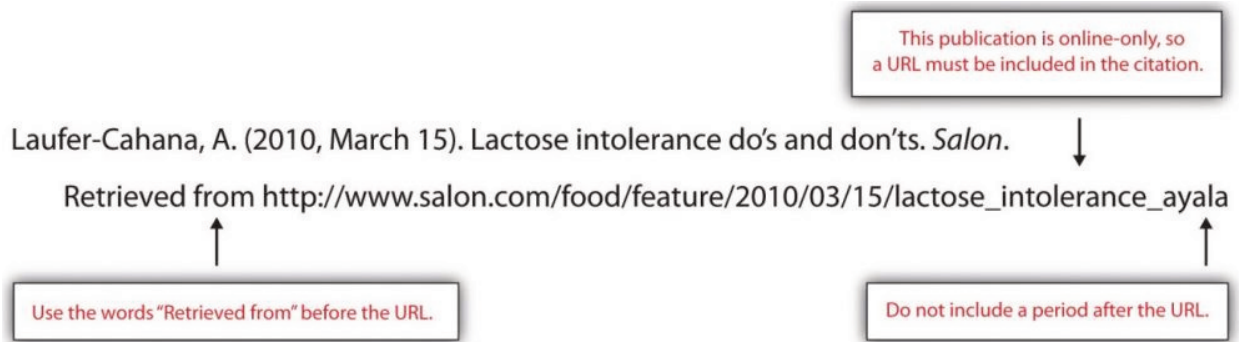 This publication is online-only, so
a URL must be included in the citation.
Laufer-Cahana, A. (2010, March 15). Lactose intolerance do’s and don’ts. Salon.
Retrieved from http://www.salon.com/food/feature/2010/03/15/lactose_intolerance_ayala
Use the words “Retrieved from” before the URL.
Do not include a period after the URL.